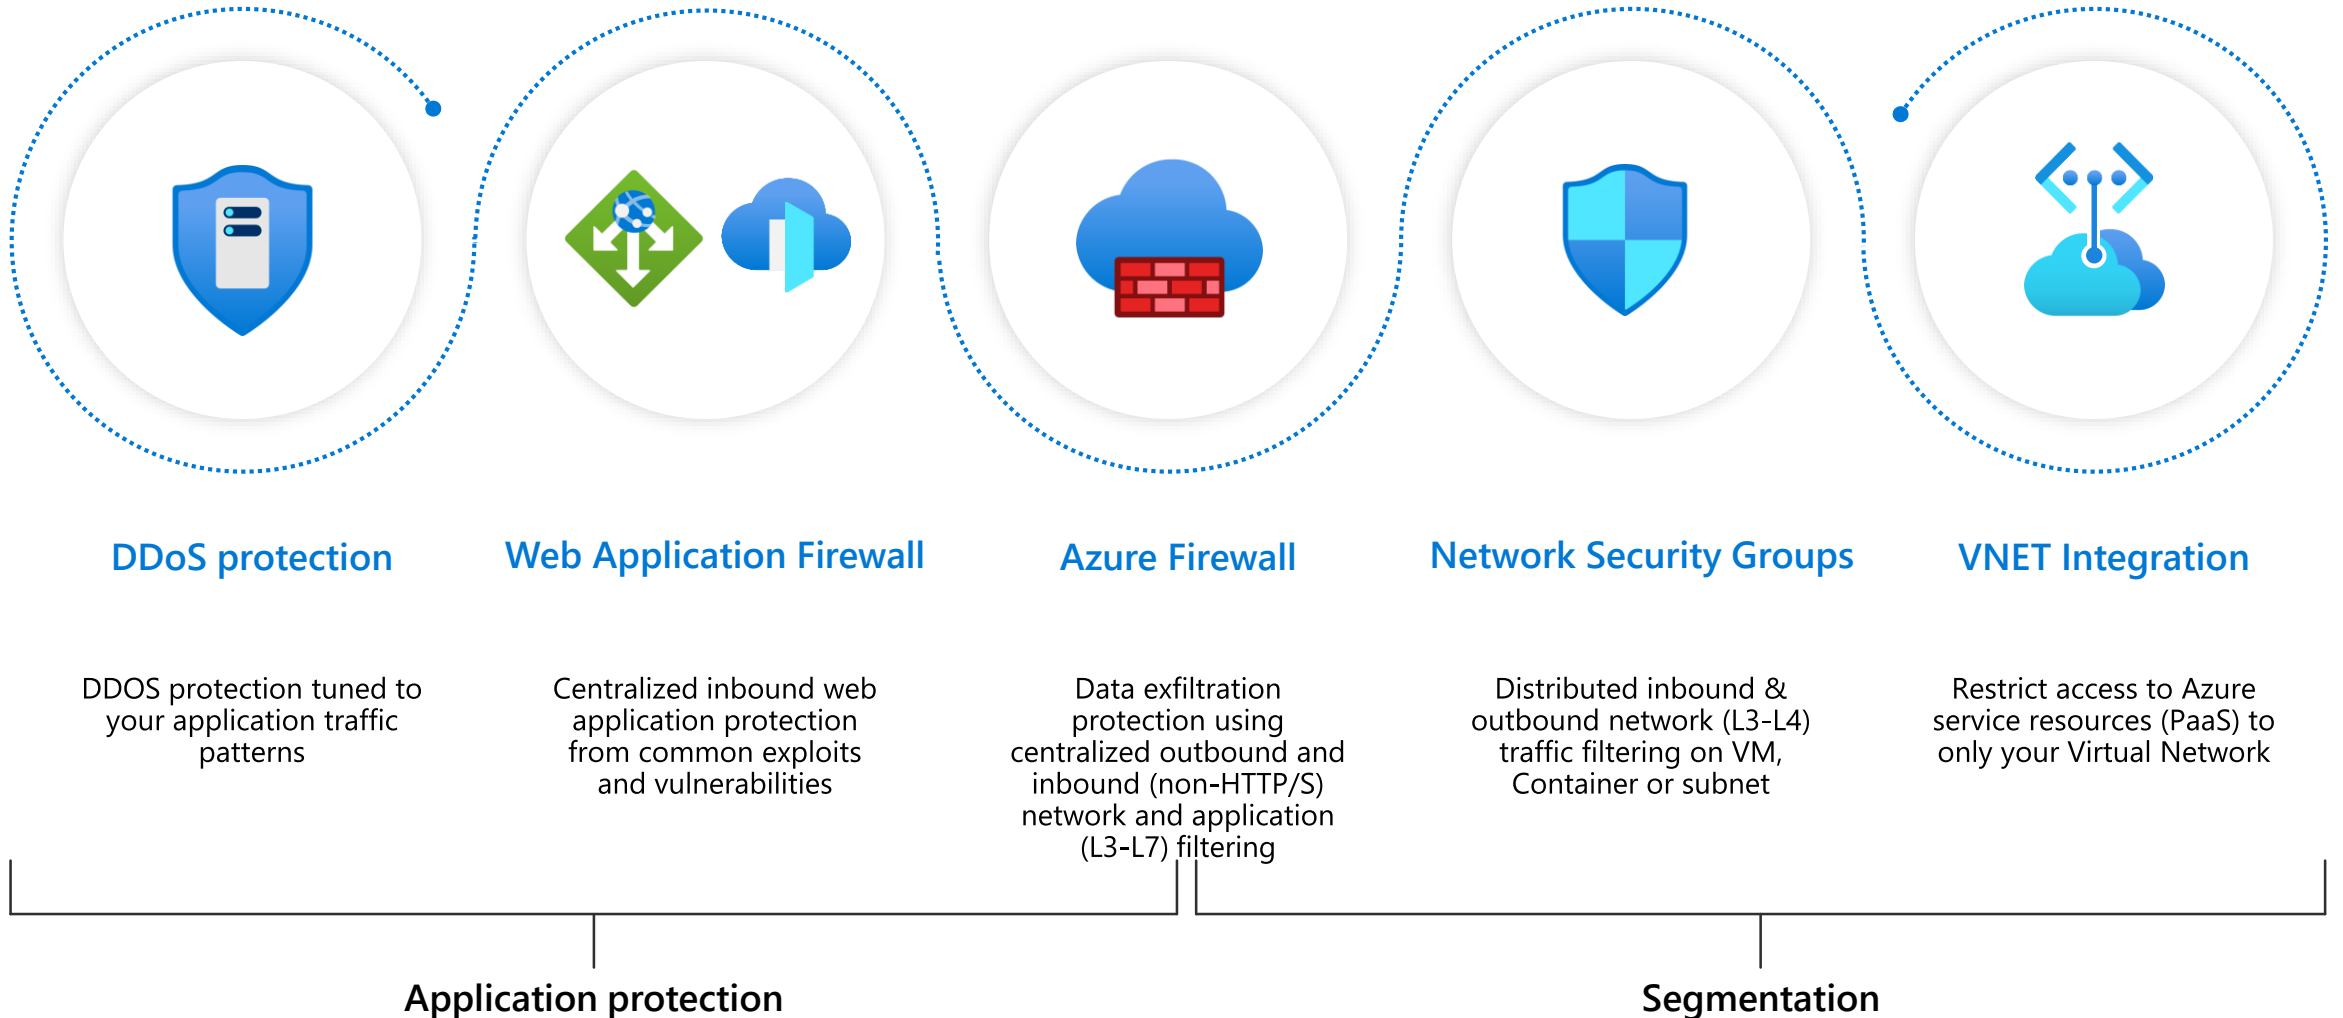 DDoS protection
Web Application Firewall
Azure Firewall
Network Security Groups
VNET Integration
DDOS protection tuned to
your application traffic
patterns
Centralized inbound web
application protection
from common exploits
and vulnerabilities
Data exfiltration
protection using
centralized outbound and
inbound (non-HTTP/S)
network and application
(L3-L7) filtering
Distributed inbound &
outbound network (L3-L4)
traffic filtering on VM,
Container or subnet
Restrict access to Azure
service resources (PaaS) to
only your Virtual Network
Application protection
Segmentation